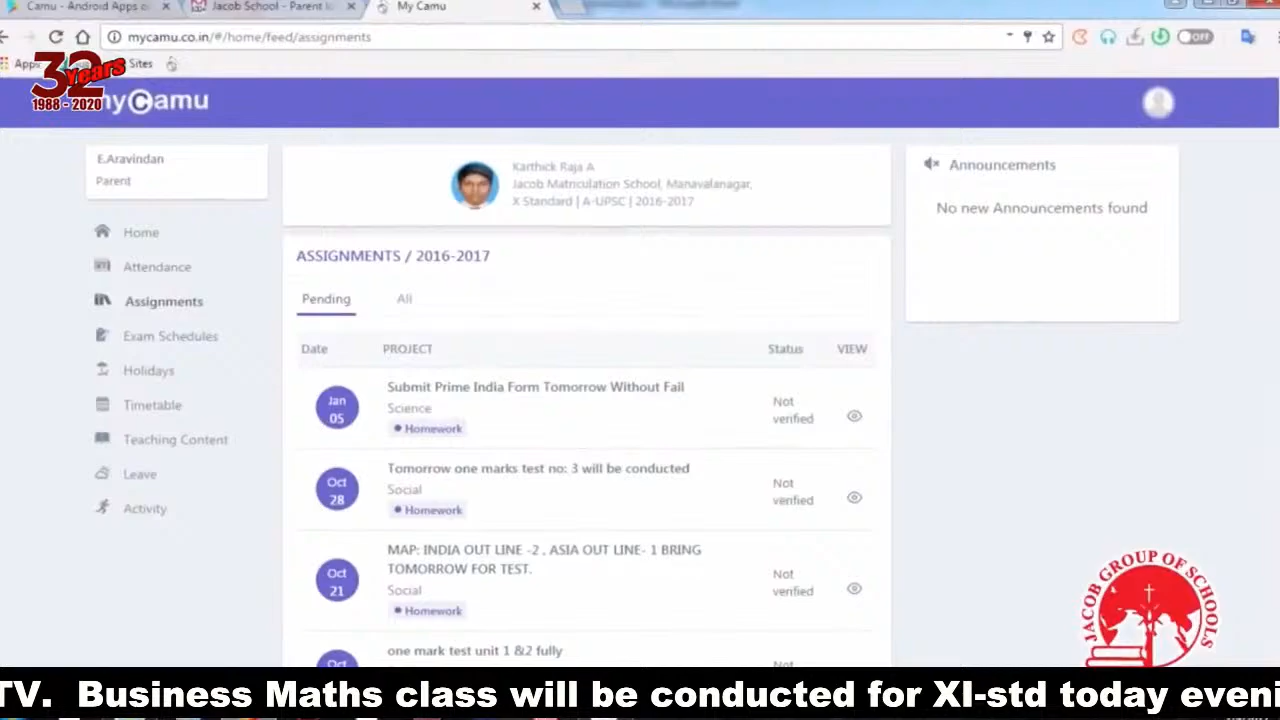 Camu - Android Apps o
Jacob School - Parent
My Camu
mycamu.co.in/#/home/feed/assignments
Off
Sites
32
Years
1988 - 2020
myCamu
E.Aravindan
Parent
Home
Attendance
Assignments
Exam Schedules
Holidays
Timetable
Teaching Content
Leave
Activity
Karthick Raja A
Jacob Matriculation School, Manavalanagar,
X Standard | A-UPSC | 2016-2017
ASSIGNMENTS / 2016-2017
Pending All
Date PROJECT Status VIEW
Jan
05
Submit Prime India Form Tomorrow Without Fail
Science
Homework
Not
verified
Oct
28
Tomorrow one marks test no: 3 will be conducted
Social
Homework
Not
verified
Oct
21
MAP: INDIA OUT LINE -2 , ASIA OUT LINE- 1 BRING
TOMORROW FOR TEST.
Social
Homework
Not
verified
Oct
one mark test unit 1 &2 fully
Not
Announcements
No new Announcements found
JACOB GROUP OF SCHOOLS
TV. Business Maths class will be conducted for XI-std today eveni